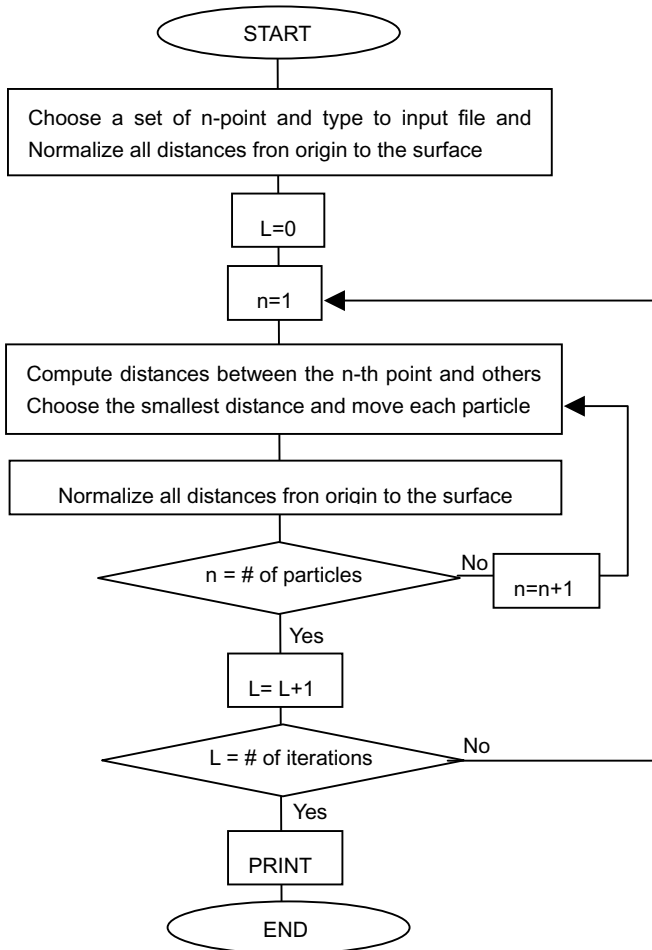 START
Choose a set of n-point and type to input file and
Normalize all distances fron origin to the surface
L=0
n=1
Compute distances between the n-th point and others
Choose the smallest distance and move each particle
Normalize all distances fron origin to the surface
n = # of particles
No
n=n+1
Yes
L= L+1
L = # of iterations
No
Yes
PRINT
END